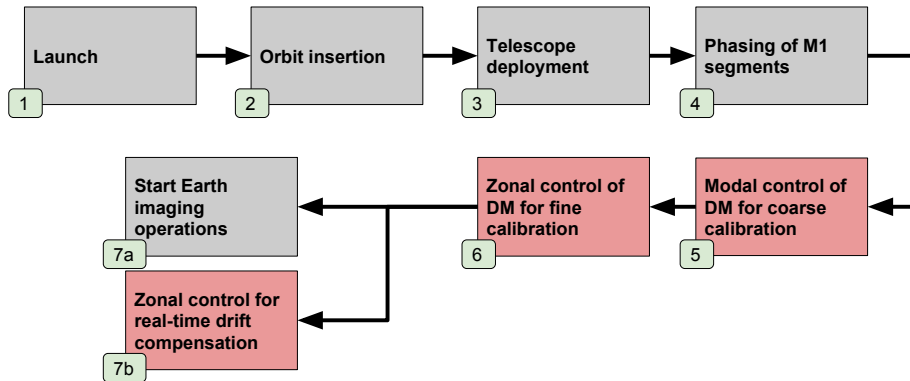 Launch
1
Orbit insertion
2
Telescope
deployment
3
Phasing of M1
segments
4
Modal control of
DM for coarse
calibration
5
Zonal control of
DM for fine
calibration
6
Start Earth
imaging
operations
7a
Zonal control for
real-time drift
compensation
7b